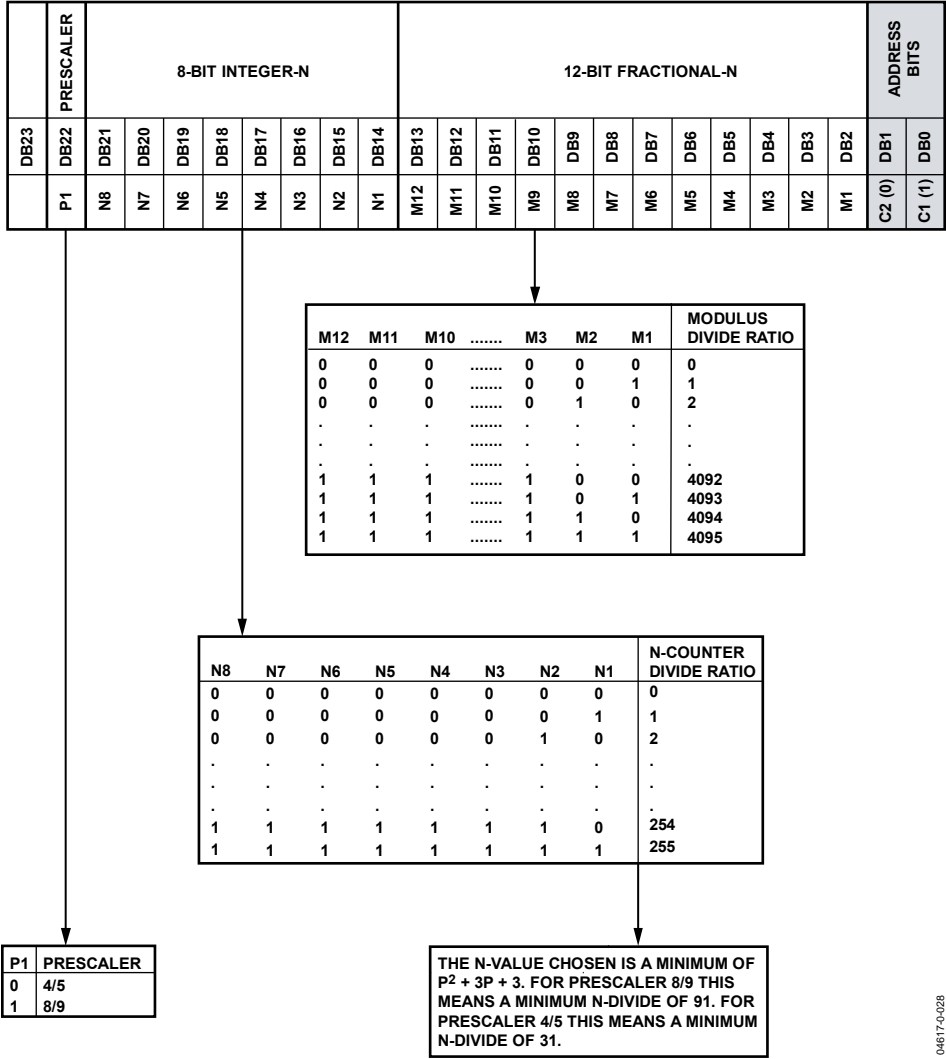 PRESCALER
8-BIT INTEGER-N
12-BIT FRACTIONAL-N
ADDRESS
BITS
DB23 DB22 DB21 DB20 DB19 DB18 DB17 DB16 DB15 DB14 DB13 DB12 DB11 DB10 DB9 DB8 DB7 DB6 DB5 DB4 DB3 DB2 DB1 DB0
P1 N8 N7 N6 N5 N4 N3 N2 N1 M12 M11 M10 M9 M8 M7 M6 M5 M4 M3 M2 M1 C2 (0) C1 (1)
MODULUS
M12 M11 M10 ....... M3 M2 M1 DIVIDE RATIO
0 0 0 ....... 0 0 0 0
0 0 0 ....... 0 0 1 1
0 0 0 ....... 0 1 0 2
. . . ....... . . . .
. . . ....... . . . .
. . . ....... . . . .
1 1 1 ....... 1 0 0 4092
1 1 1 ....... 1 0 1 4093
1 1 1 ....... 1 1 0 4094
1 1 1 ....... 1 1 1 4095
N-COUNTER
N8 N7 N6 N5 N4 N3 N2 N1 DIVIDE RATIO
0 0 0 0 0 0 0 0 0
0 0 0 0 0 0 0 1 1
0 0 0 0 0 0 1 0 2
. . . . . . . . .
. . . . . . . . .
. . . . . . . . .
1 1 1 1 1 1 1 0 254
1 1 1 1 1 1 1 1 255
P1 PRESCALER
0 4/5
1 8/9
THE N-VALUE CHOSEN IS A MINIMUM OF
P2 + 3P + 3. FOR PRESCALER 8/9 THIS
MEANS A MINIMUM N-DIVIDE OF 91. FOR
PRESCALER 4/5 THIS MEANS A MINIMUM
N-DIVIDE OF 31.
04617-0-028